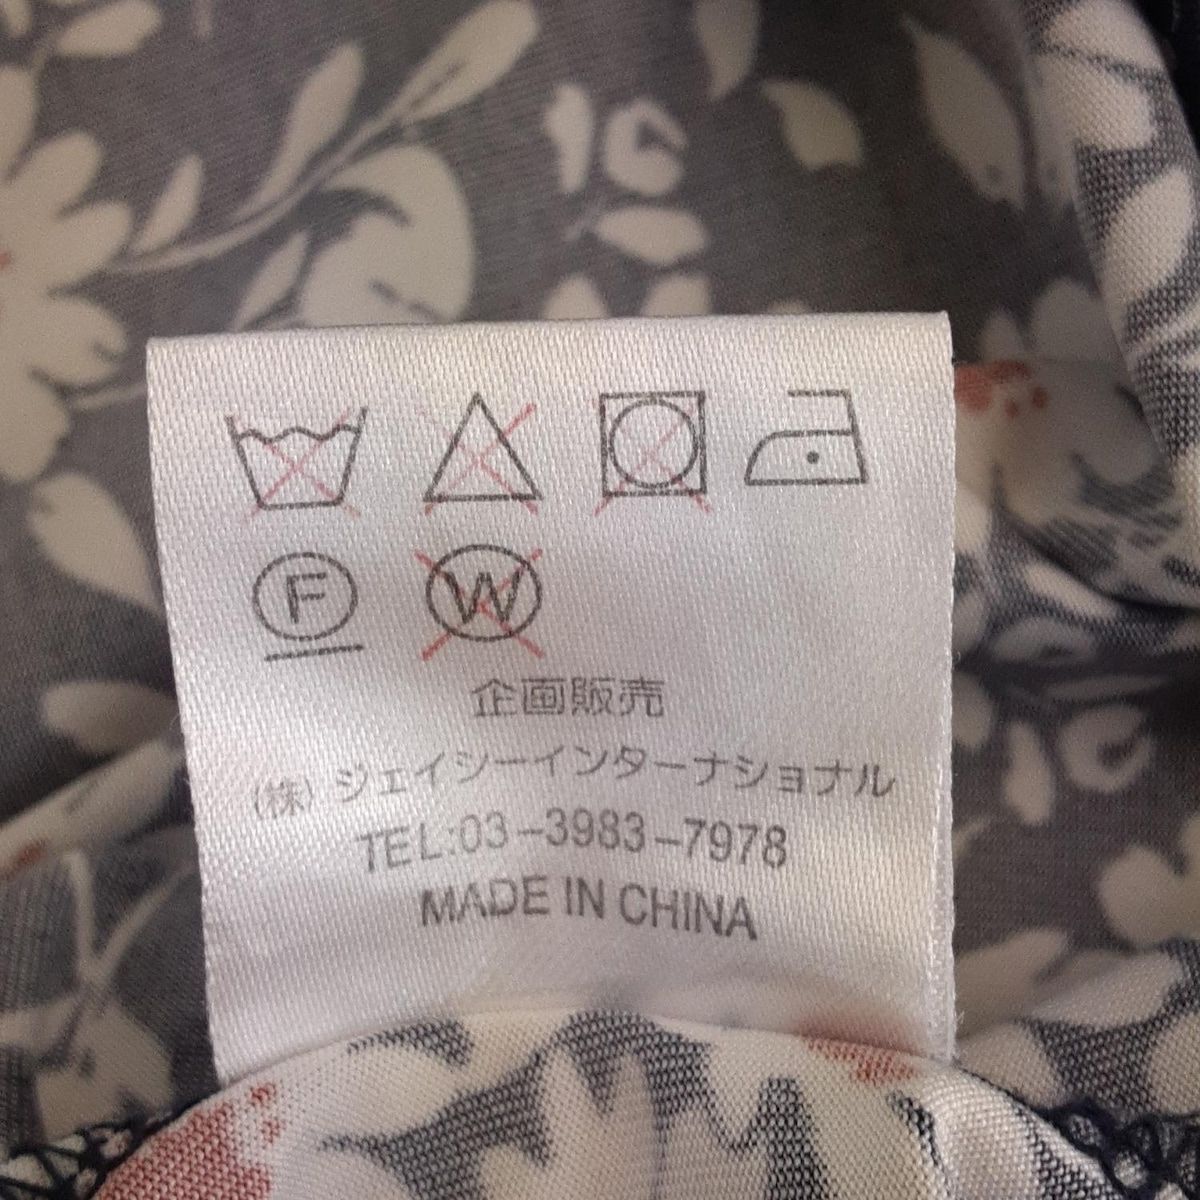 F W
企画販売
(株)ジェイシーインターナショナル
TEL:03-3983-7978
MADE IN CHINA